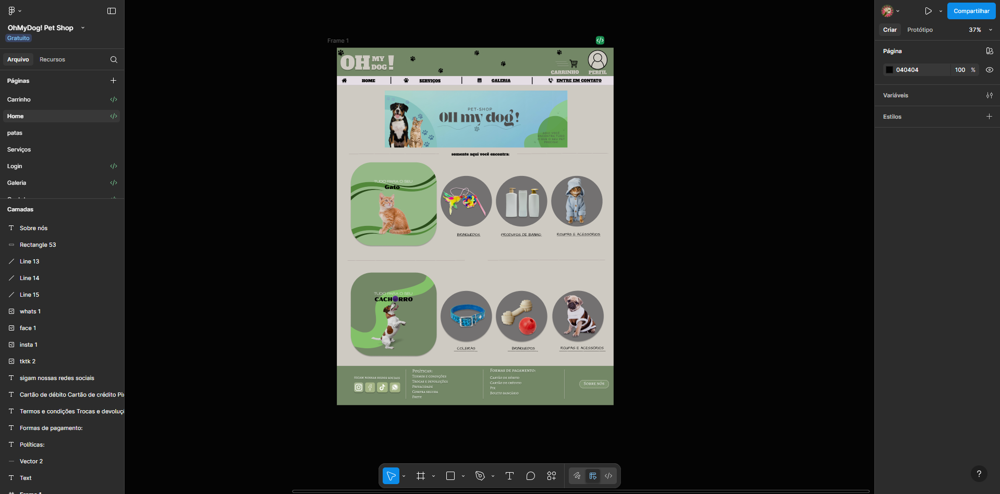 OhMyDog! Pet Shop
Gratuito
Arquivo
Recursos
Páginas
Carrinho
Home
patas
Serviços
Login
Galeria
Camadas
Sobre nós
Rectangle 53
Line 13
Line 14
Line 15
whats 1
face 1
insta 1
tktk 2
sigam nossas redes sociais
Cartão de débito Cartão de crédito Pix
Termos e condições Trocas e devoluçõ
Formas de pagamento:
Políticas:
Vector 2
Text
Frame 1
Frame 1
OH MY DOG!
CARRINHO
PERFIL
HOME
SERVIÇOS
GALERIA
ENTRE EM CONTATO
PET-SHOP
OH my dog!
AQUI VOCÊ
ENCONTRA TUDO
O QUE O SEU PET
PRECISA!
somente aqui você encontra:
TUDO PARA O SEU
Gato
BRINQUEDOS
PRODUTOS DE BANHO
ROUPAS E ACESSÓRIOS
TUDO PARA O SEU
CACHORRO
COLEIRAS
BRINQUEDOS
ROUPAS E ACESSÓRIOS
SIGAM NOSSAS REDES SOCIAIS
Políticas:
Termos e condições
Trocas e devoluções
Privacidade
Compra segura
Frete
Formas de pagamento:
Cartão de débito
Cartão de crédito
Pix
Boleto bancário
Sobre nós
Compartilhar
Criar
Protótipo
37%
Página
040404
100
%
Variáveis
Estilos
?